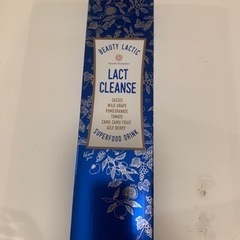 BEAUTY LACTIC
LACT
CLEANSE
CASSIS
WILD GRAPE
POMEGRANATE
TOMATO
CAMU CAMU FRUIT
GOJI BERRY
SUPERFOOD DRINK